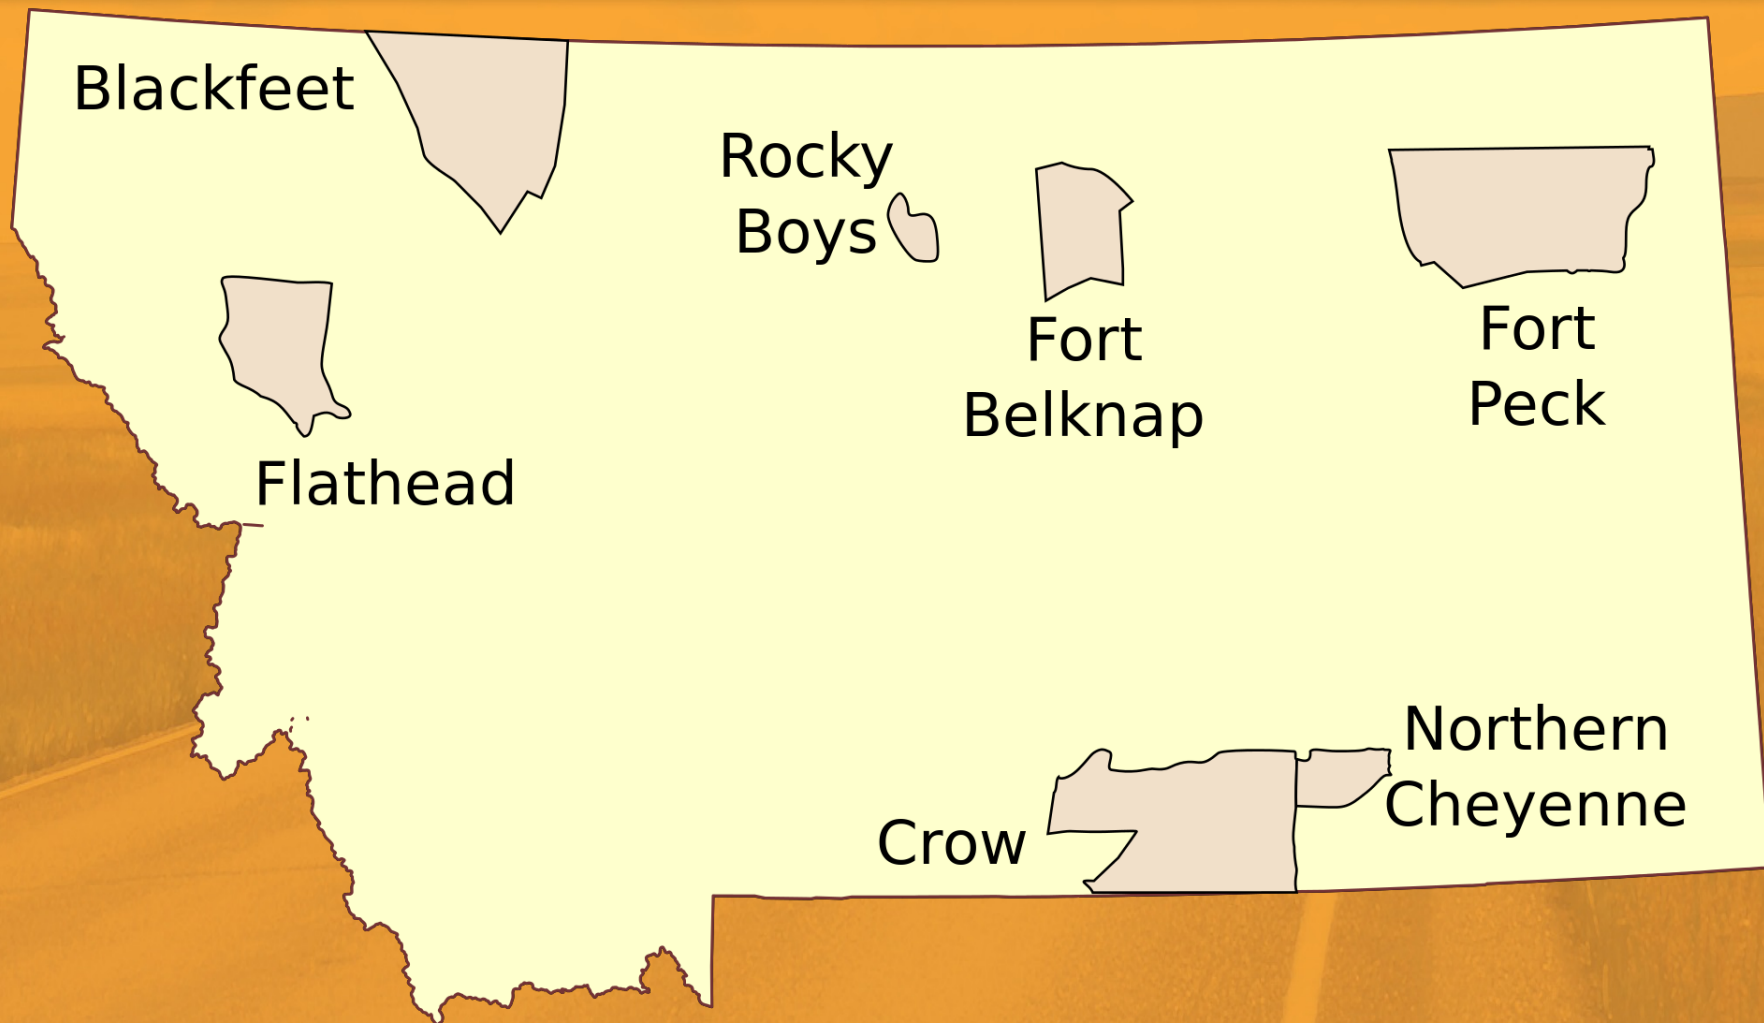 Blackfeet
Rocky
Boys
Fort
Belknap
Fort
Peck
Flathead
Northern
Cheyenne
Crow